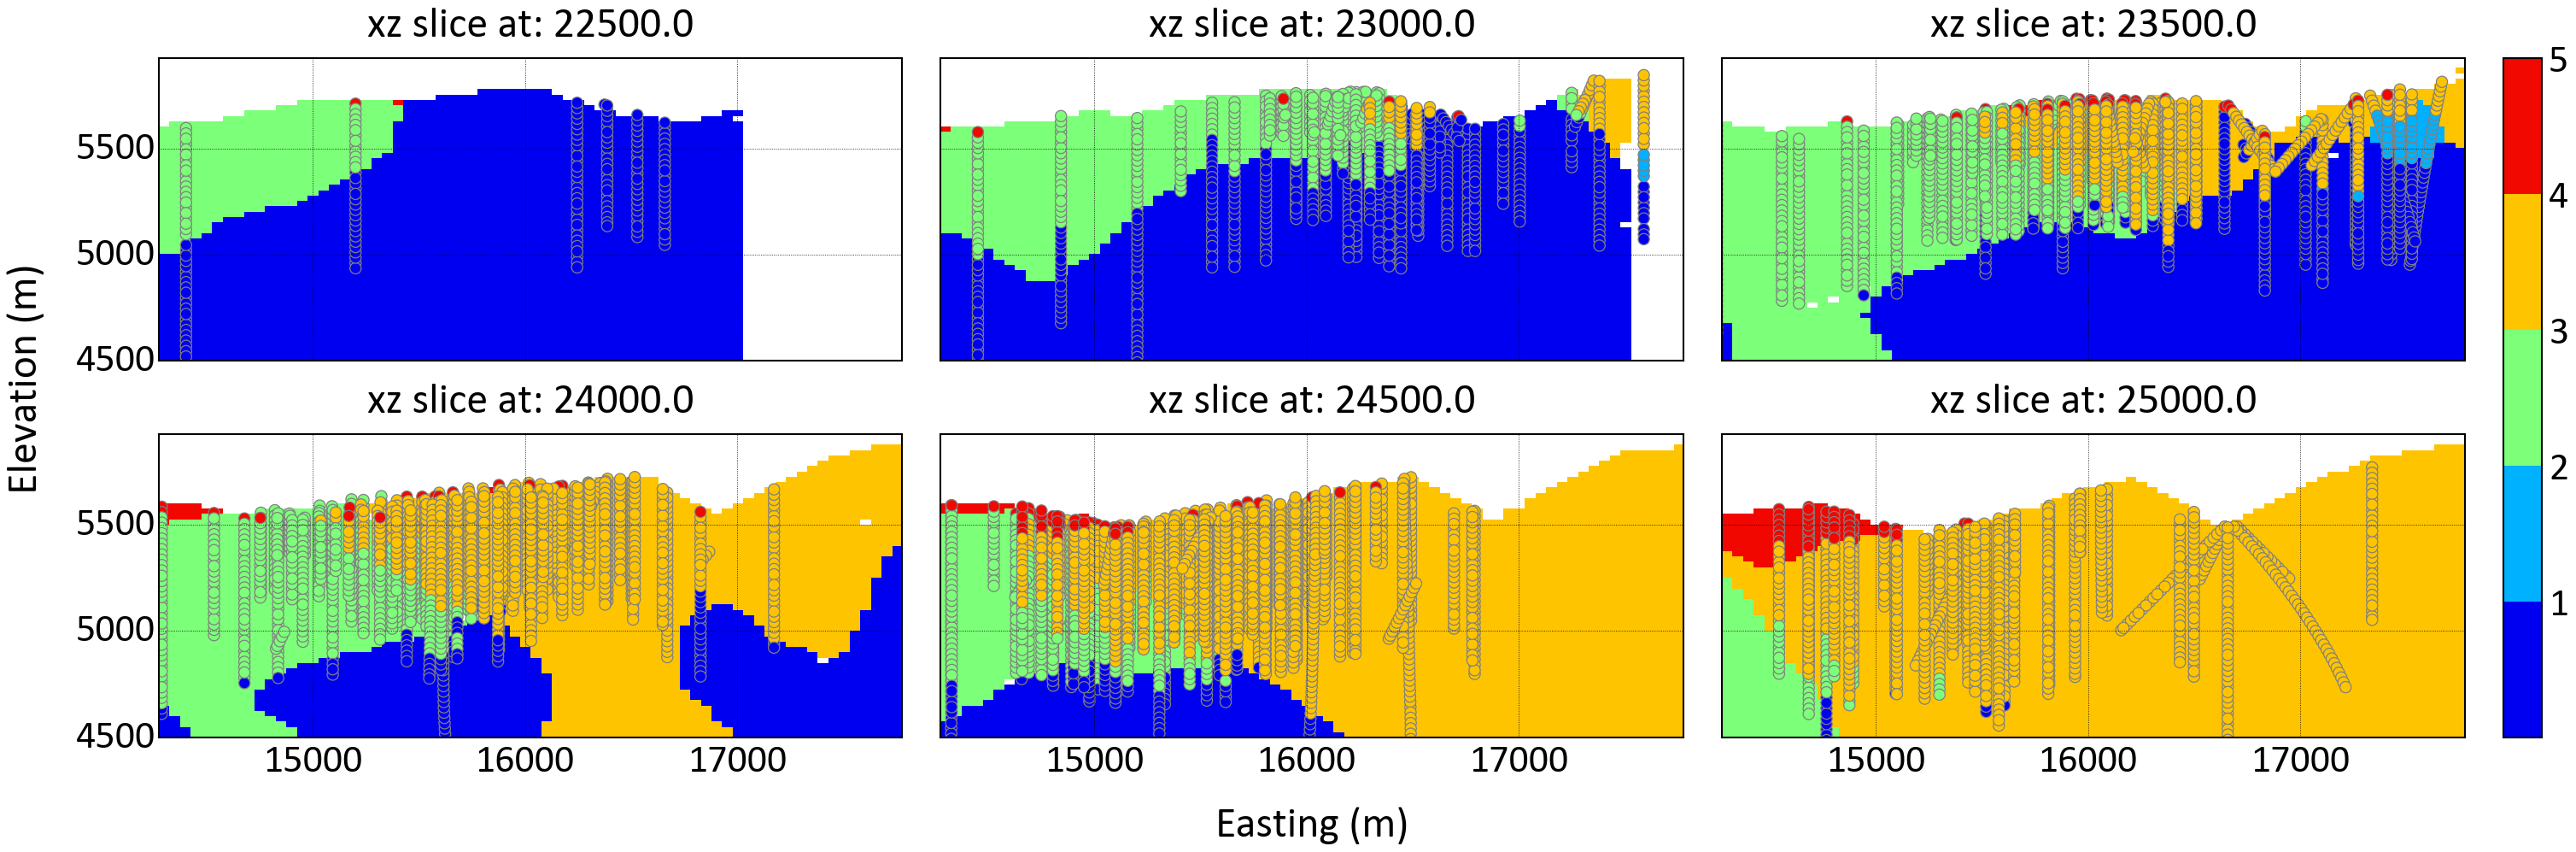 xz slice at: 22500.0
xz slice at: 23000.0
xz slice at: 23500.0
5500
5000
4500
xz slice at: 24000.0
xz slice at: 24500.0
xz slice at: 25000.0
5500
5000
4500
15000 16000 17000
15000 16000 17000
15000 16000 17000
Elevation (m)
Easting (m)
5
4
3
2
1